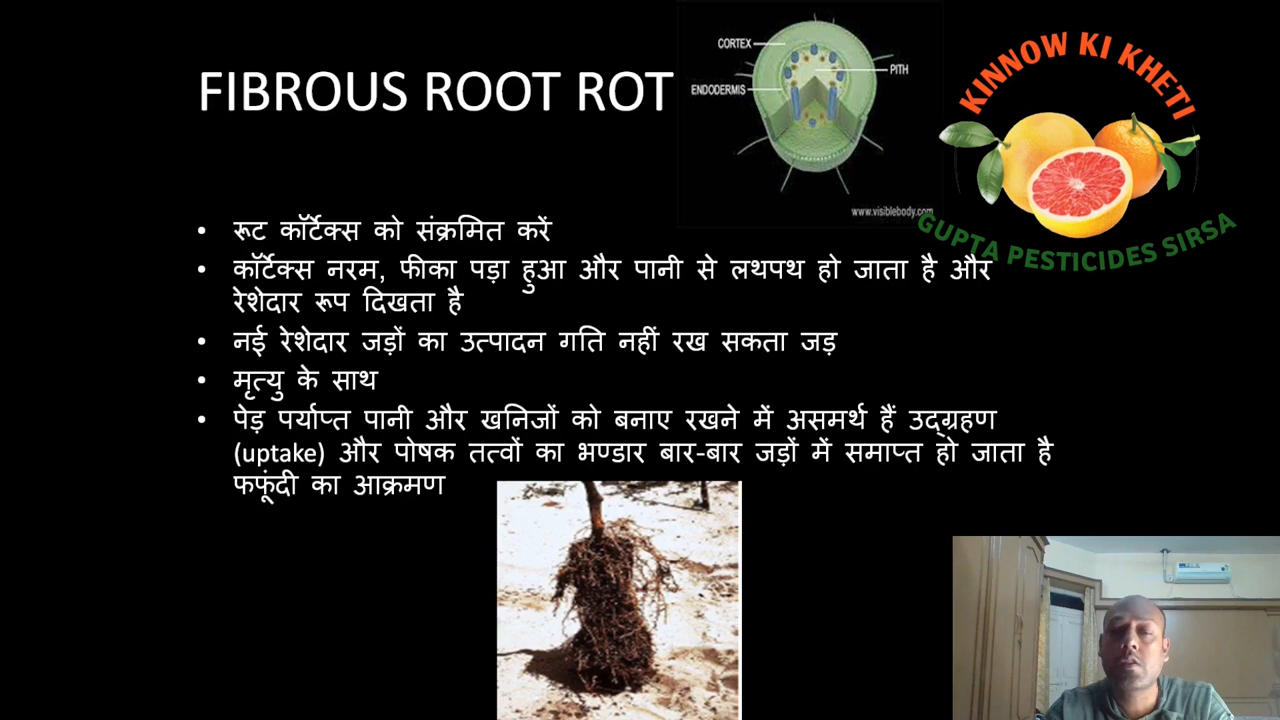 FIBROUS ROOT ROT
CORTEX
PITH
ENDODERMIS
www.visiblebody.com
KINNOW KI KHETI
GUPTA PESTICIDES SIRSA
• रूट कॉर्टेक्स को संक्रमित करें
• कॉर्टेक्स नरम, फीका पड़ा हुआ और पानी से लथपथ हो जाता है और
रेशेदार रूप दिखता है
• नई रेशेदार जड़ों का उत्पादन गति नहीं रख सकता जड़
• मृत्यु के साथ
• पेड़ पर्याप्त पानी और खनिजों को बनाए रखने में असमर्थ हैं उद्ग्रहण
(uptake) और पोषक तत्वों का भण्डार बार-बार जड़ों में समाप्त हो जाता है
फफूंदी का आक्रमण